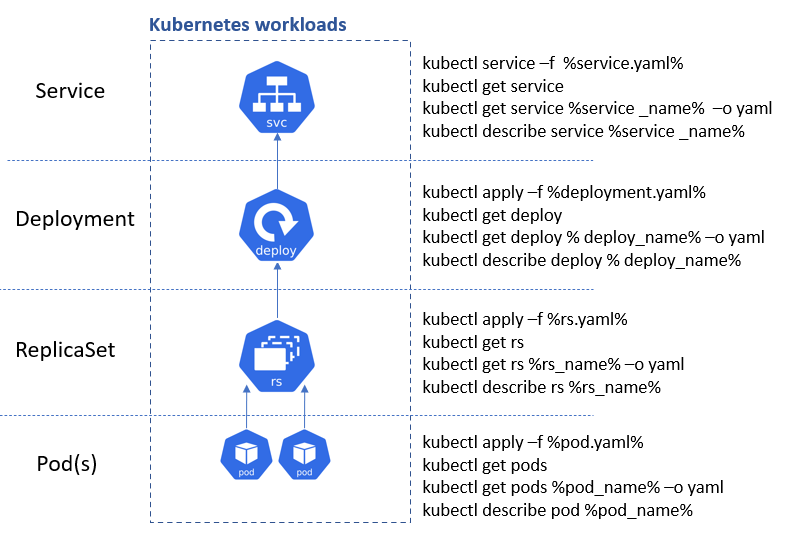 Kubernetes workloads
Service
svc
kubectl service –f  %service.yaml%
kubectl get service
kubectl get service %service _name%  –o yaml
kubectl describe service %service _name%
Deployment
deploy
kubectl apply –f %deployment.yaml%
kubectl get deploy
kubectl get deploy % deploy_name% –o yaml
kubectl describe deploy % deploy_name%
ReplicaSet
rs
kubectl apply –f %rs.yaml%
kubectl get rs
kubectl get rs %rs_name% –o yaml
kubectl describe rs %rs_name%
Pod(s)
pod
pod
kubectl apply –f %pod.yaml%
kubectl get pods
kubectl get pods %pod_name% –o yaml
kubectl describe pod %pod_name%